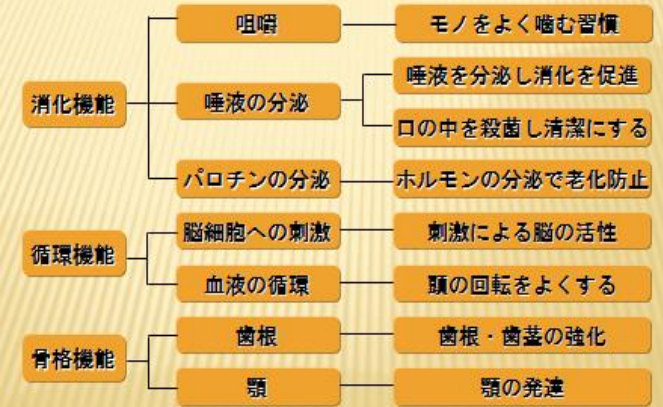 咀嚼
モノをよく噛む習慣
消化機能
唾液の分泌
唾液を分泌し消化を促進
口の中を殺菌し清潔にする
パロチンの分泌
ホルモンの分泌で老化防止
循環機能
脳細胞への刺激
刺激による脳の活性
血液の循環
頭の回転をよくする
骨格機能
歯根
歯根・歯茎の強化
顎
顎の発達